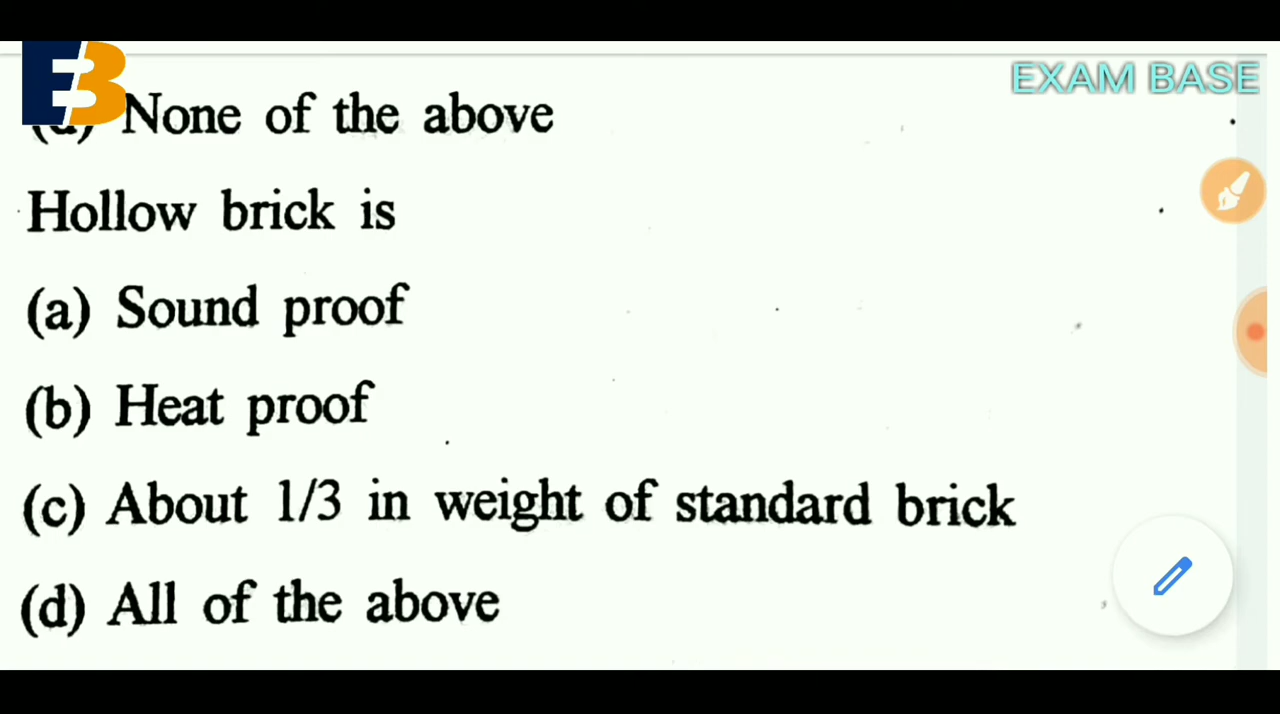 EB
EXAM BASE
(d) None of the above
Hollow brick is
(a) Sound proof
(b) Heat proof
(c) About 1/3 in weight of standard brick
(d) All of the above